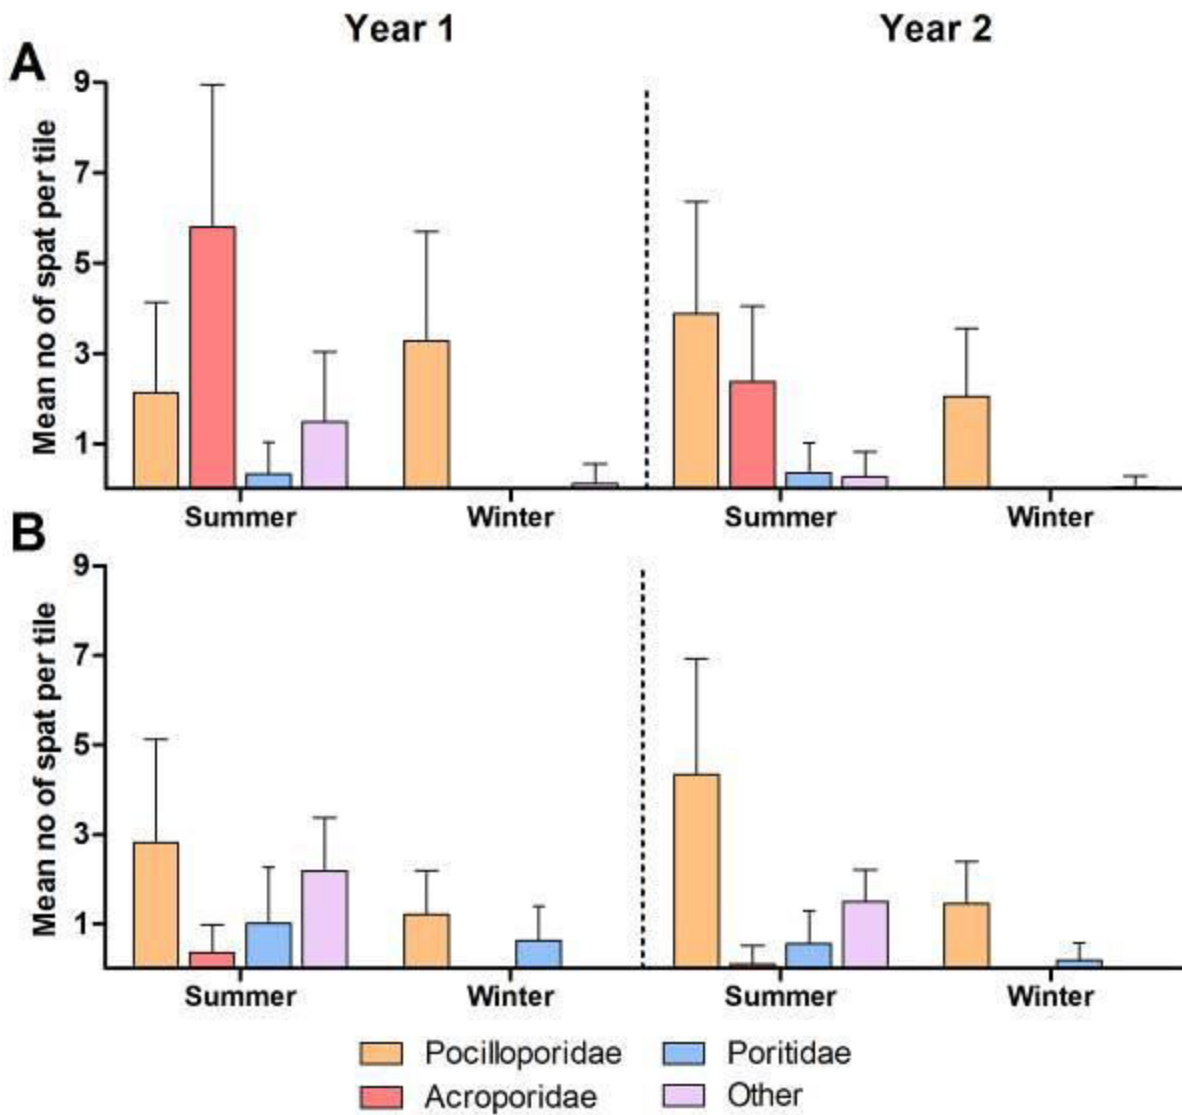 Year 1 Year 2
A
9
7
5
3
1
Mean no of spat per tile
Summer Winter Summer Winter
B
9
7
5
3
1
Mean no of spat per tile
Summer Winter Summer Winter
Pocilloporidae Poritidae
Acroporidae Other